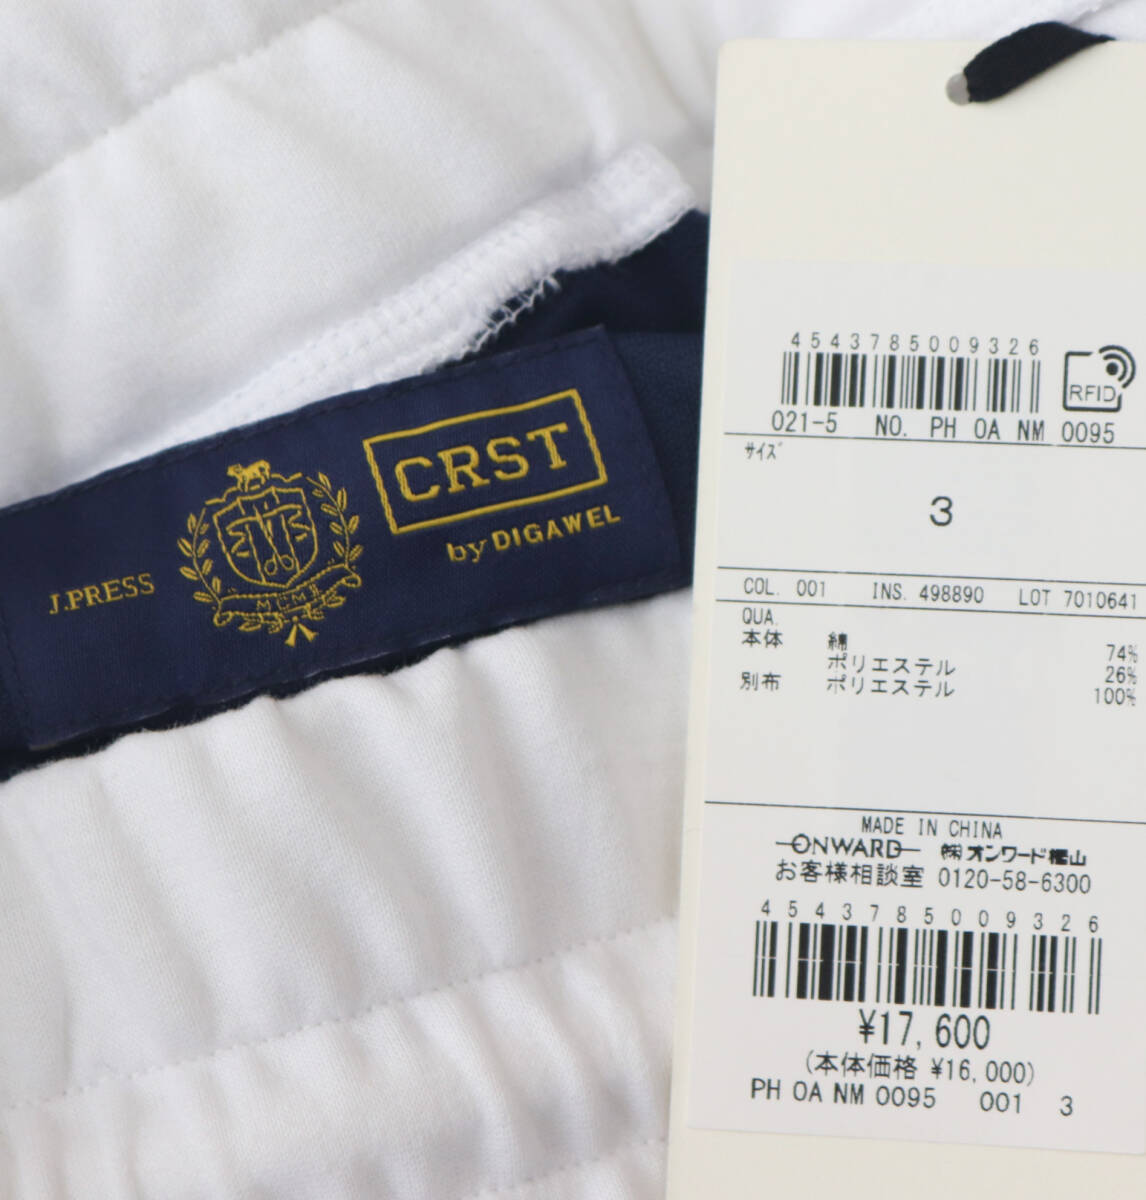 J.PRESS
MCMII
CRST
by DIGAWEL
4543785009326
RFID
021-5 NO. PH OA NM 0095
ｻｲｽﾞ
3
COL. 001 INS. 498890 LOT 7010641
QUA.
本体 綿 74%
ポリエステル 26%
別布 ポリエステル 100%
MADE IN CHINA
ONWARD ㈱オンワード樫山
お客様相談室 0120-58-6300
4543785009326
¥17,600
(本体価格 ¥16,000)
PH OA NM 0095 001 3